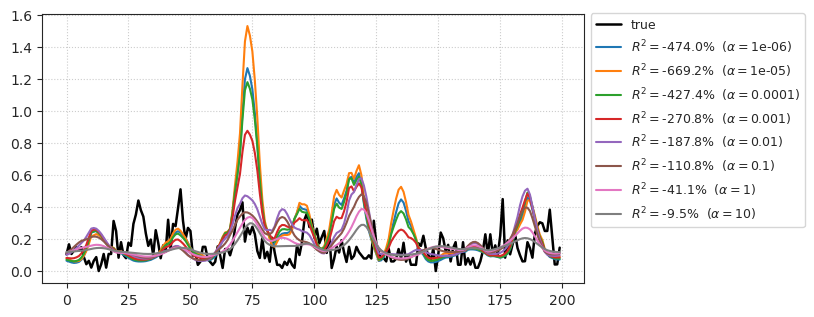 1.6
1.4
1.2
1.0
0.8
0.6
0.4
0.2
0.0
0 25 50 75 100 125 150 175 200
true
R² = -474.0% (α = 1e-06)
R² = -669.2% (α = 1e-05)
R² = -427.4% (α = 0.0001)
R² = -270.8% (α = 0.001)
R² = -187.8% (α = 0.01)
R² = -110.8% (α = 0.1)
R² = -41.1% (α = 1)
R² = -9.5% (α = 10)